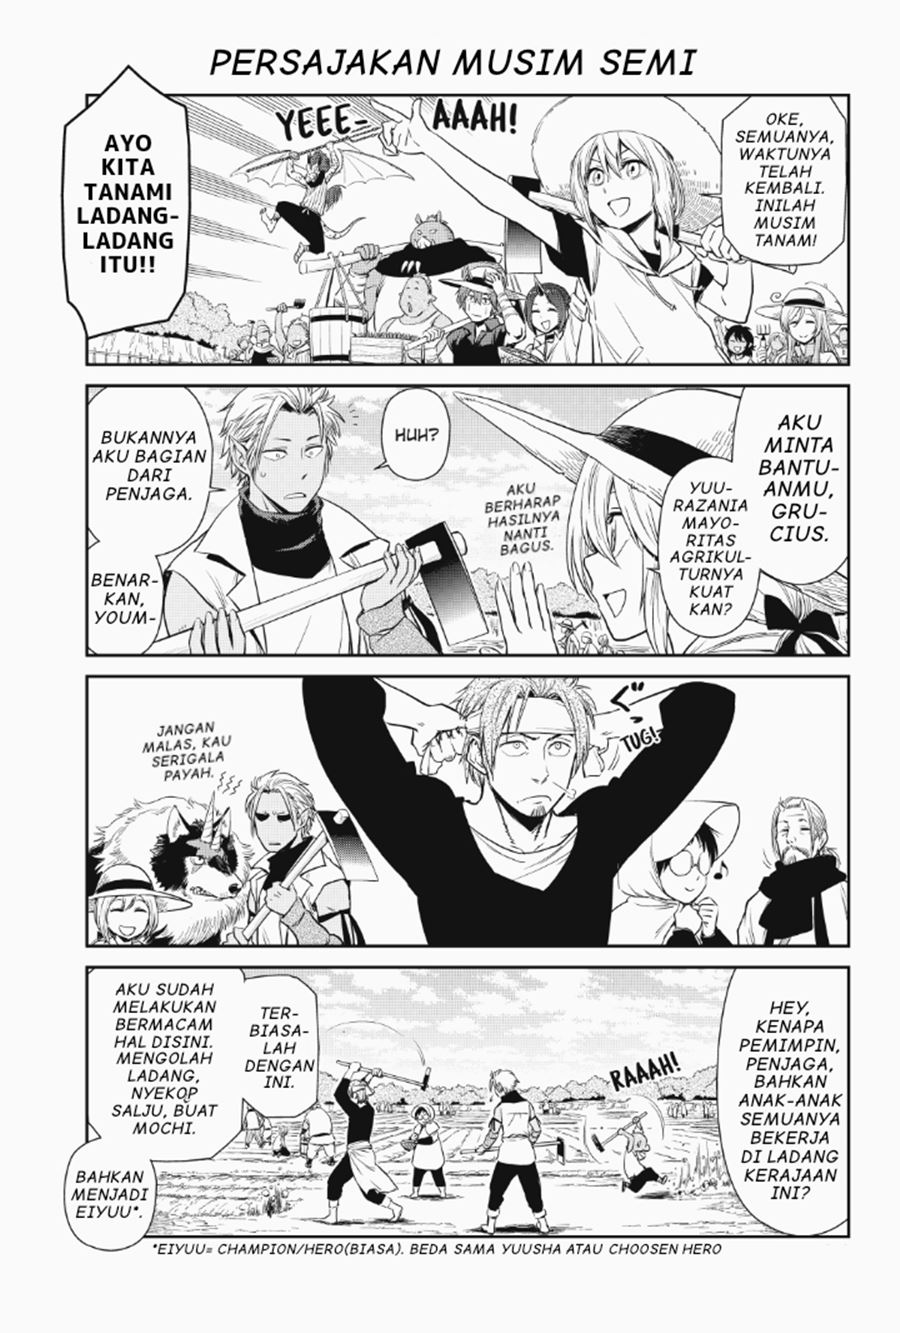 PERSAJAKAN MUSIM SEMI
OKE,
SEMUANYA,
WAKTUNYA
TELAH
KEMBALI.
INILAH
MUSIM
TANAM!
YEEE-
AAAH!
AYO
KITA
TANAMI
LADANG-
LADANG
ITU!!
AKU
MINTA
BANTU-
ANMU,
GRU-
CIUS.
YUU-
RAZANIA
MAYO-
RITAS
AGRIKUL-
TURNYA
KUAT
KAN?
AKU
BERHARAP
HASILNYA
NANTI
BAGUS.
HUH?
BUKANNYA
AKU BAGIAN
DARI
PENJAGA.
BENAR-
KAN,
YOUM-
ぐっ
TUG!
JANGAN
MALAS, KAU
SERIGALA
PAYAH.
HEY,
KENAPA
PEMIMPIN,
PENJAGA,
BAHKAN
ANAK-ANAK
SEMUANYA
BEKERJA
DI LADANG
KERAJAAN
INI?
RAAAH!
TER-
BIASA-
LAH
DENGAN
INI.
AKU SUDAH
MELAKUKAN
BERMACAM
HAL DISINI.
MENGOLAH
LADANG,
NYEKOP
SALJU, BUAT
MOCHI.
BAHKAN
MENJADI
EIYUU*.
*EIYUU= CHAMPION/HERO(BIASA). BEDA SAMA YUUSHA ATAU CHOOSEN HERO